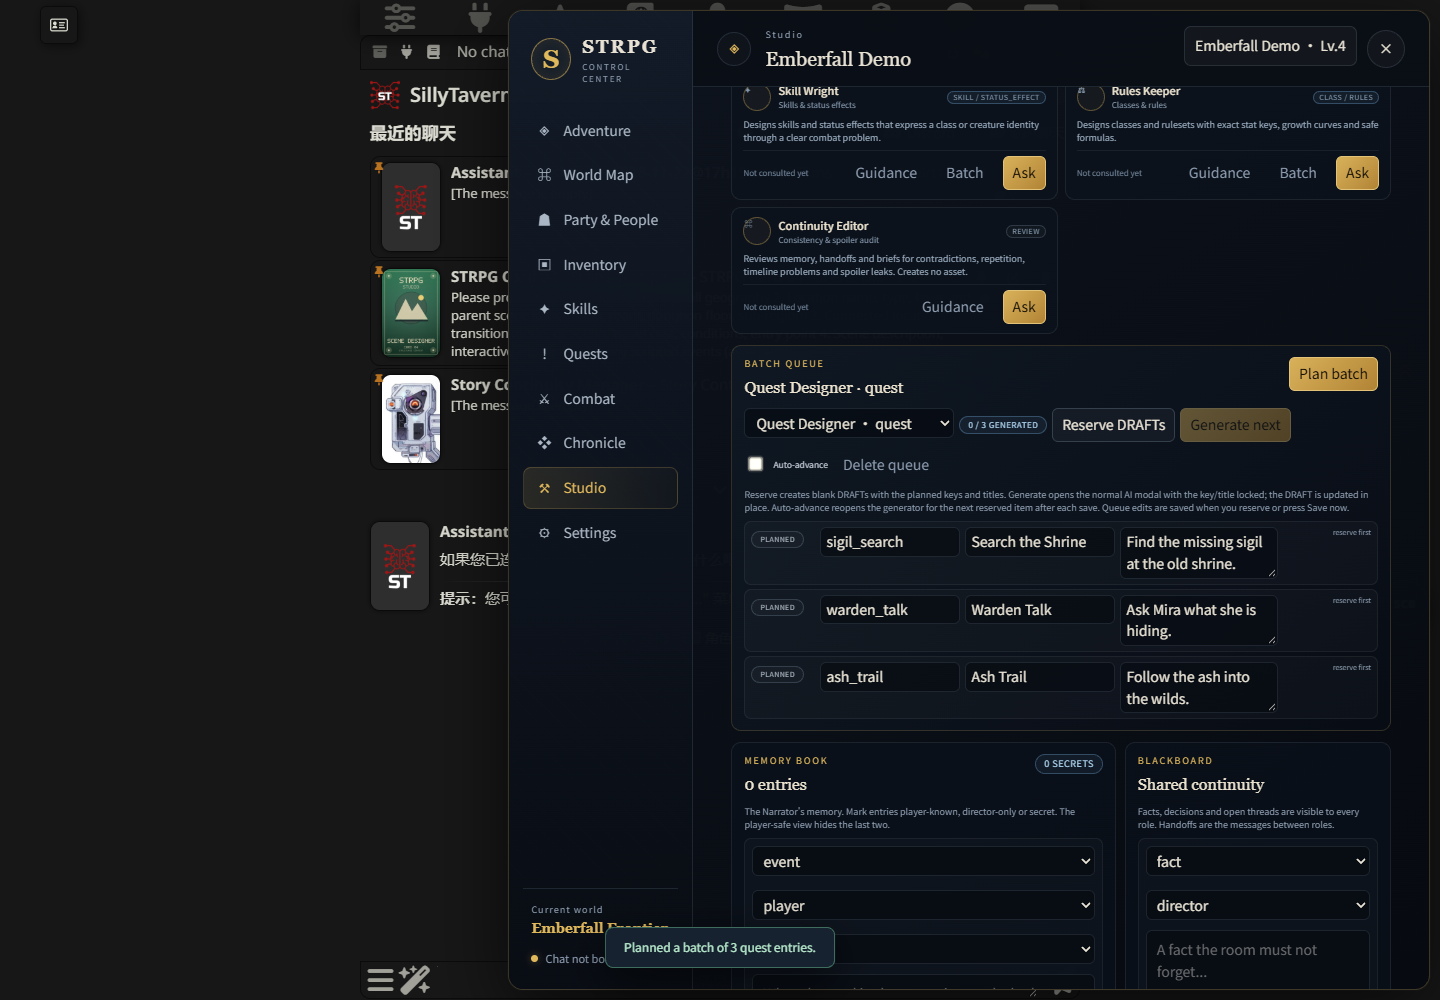 No chat
SillyTavern
最近的聊天
Assistan
[The mess
STRPG
STUDIO
SCENE DESIGNER
STRPG C
Please pro
parent sce
transition
interactive
Story Co
[The mess
ST
Assistant
如果您已连
提示：您可
S
STRPG
CONTROL
CENTER
Adventure
World Map
Party & People
Inventory
Skills
Quests
Combat
Chronicle
Studio
Settings
Current world
Emberfall Frontier
Chat not bo
Studio
Emberfall Demo
Emberfall Demo • Lv.4
Skill Wright
Skills & status effects
SKILL / STATUS_EFFECT
Designs skills and status effects that express a class or creature identity
through a clear combat problem.
Not consulted yet
Guidance
Batch
Ask
Rules Keeper
Classes & rules
CLASS / RULES
Designs classes and rulesets with exact stat keys, growth curves and safe
formulas.
Not consulted yet
Guidance
Batch
Ask
Continuity Editor
Consistency & spoiler audit
REVIEW
Reviews memory, handoffs and briefs for contradictions, repetition,
timeline problems and spoiler leaks. Creates no asset.
Not consulted yet
Guidance
Ask
BATCH QUEUE
Quest Designer · quest
Plan batch
Quest Designer • quest
0 / 3 GENERATED
Reserve DRAFTs
Generate next
Auto-advance
Delete queue
Reserve creates blank DRAFTs with the planned keys and titles. Generate opens the normal AI modal with the key/title locked; the DRAFT is updated in
place. Auto-advance reopens the generator for the next reserved item after each save. Queue edits are saved when you reserve or press Save now.
PLANNED
sigil_search
Search the Shrine
Find the missing sigil
at the old shrine.
reserve first
PLANNED
warden_talk
Warden Talk
Ask Mira what she is
hiding.
reserve first
PLANNED
ash_trail
Ash Trail
Follow the ash into
the wilds.
reserve first
MEMORY BOOK
0 SECRETS
0 entries
The Narrator's memory. Mark entries player-known, director-only or secret. The
player-safe view hides the last two.
event
player
BLACKBOARD
Shared continuity
Facts, decisions and open threads are visible to every
role. Handoffs are the messages between roles.
fact
director
A fact the room must not
forget...
Planned a batch of 3 quest entries.